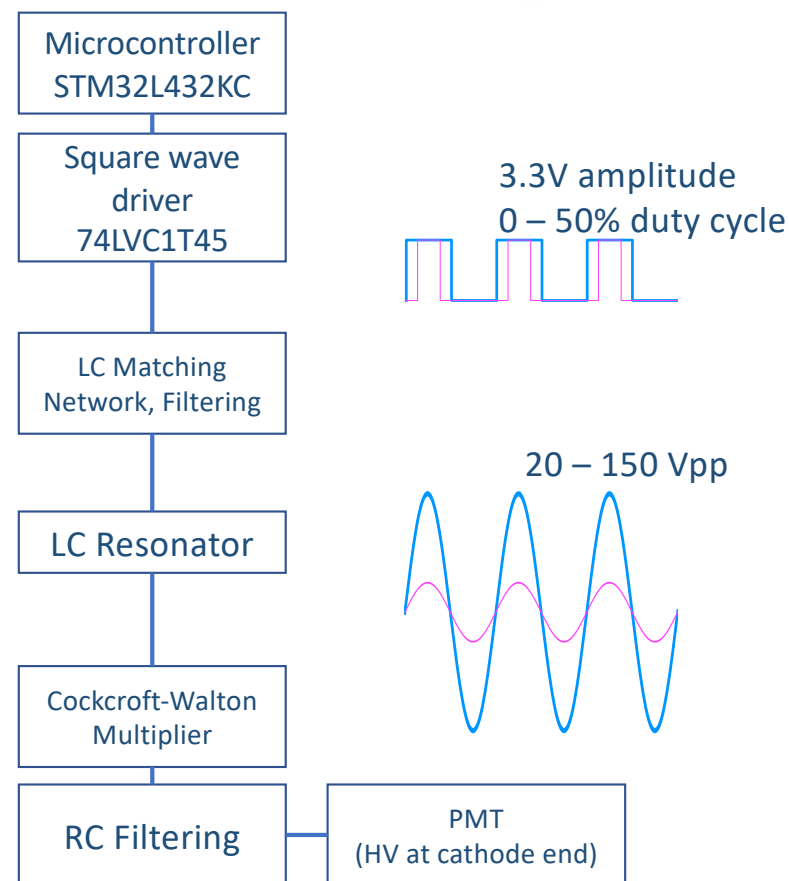 Microcontroller
STM32L432KC
Square wave
driver
74LVC1T45
3.3V amplitude
0 – 50% duty cycle
LC Matching
Network, Filtering
20 – 150 Vpp
LC Resonator
Cockcroft-Walton
Multiplier
RC Filtering
PMT
(HV at cathode end)